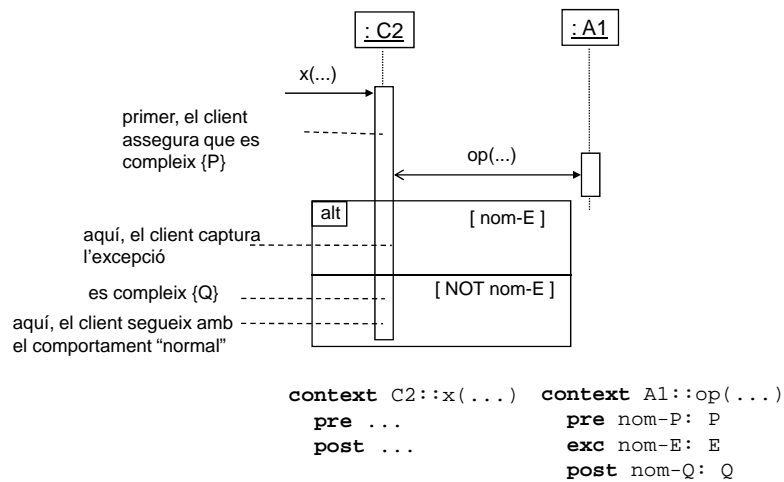 : C2
: A1
x(...)
primer, el client
assegura que es
compleix {P}
op(...)
alt
[ nom-E ]
aquí, el client captura
l’excepció
[ NOT nom-E ]
es compleix {Q}
aquí, el client segueix amb
el comportament “normal”
context C2::x(...)
pre ...
post ...
context A1::op(...)
pre nom-P: P
exc nom-E: E
post nom-Q: Q